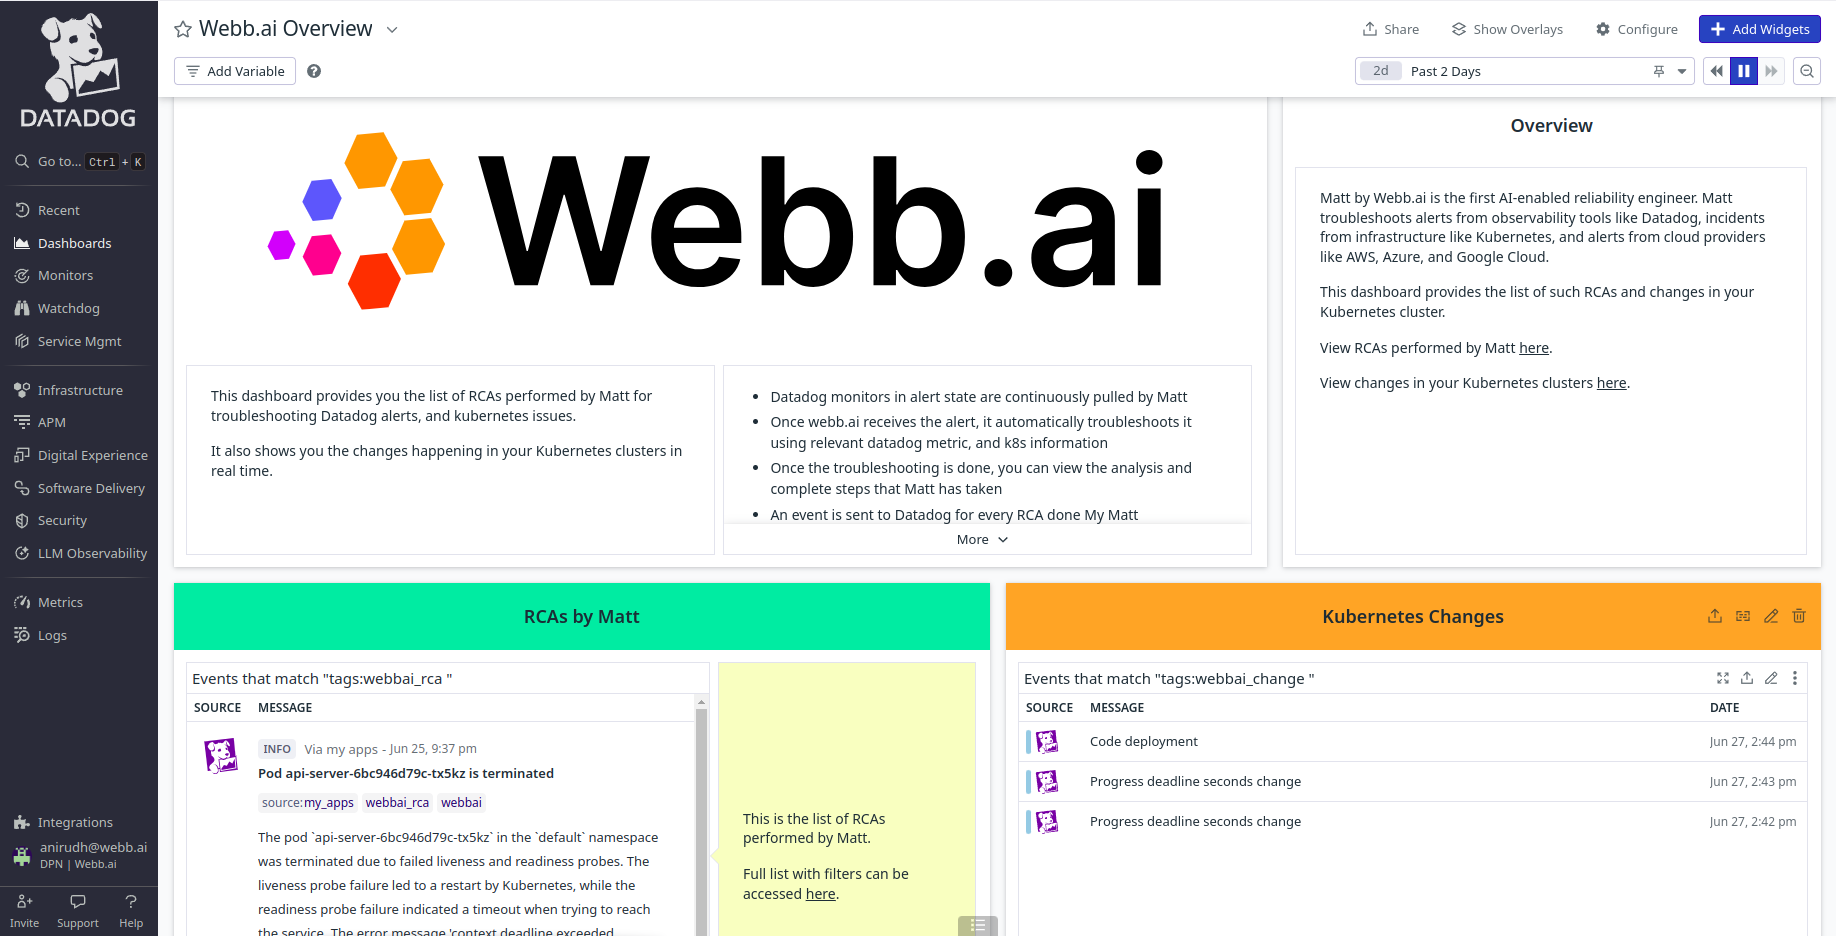 DATADOG
Go to... Ctrl + K
Recent
Dashboards
Monitors
Watchdog
Service Mgmt
Infrastructure
APM
Digital Experience
Software Delivery
Security
LLM Observability
Metrics
Logs
Integrations
anirudh@webb.ai
DPN | Webb.ai
Invite
Support
Help
Webb.ai Overview
Share
Show Overlays
Configure
Add Widgets
Add Variable
2d Past 2 Days
Webb.ai
This dashboard provides you the list of RCAs performed by Matt for
troubleshooting Datadog alerts, and kubernetes issues.
It also shows you the changes happening in your Kubernetes clusters in
real time.
• Datadog monitors in alert state are continuously pulled by Matt
• Once webb.ai receives the alert, it automatically troubleshoots it
using relevant datadog metric, and k8s information
• Once the troubleshooting is done, you can view the analysis and
complete steps that Matt has taken
• An event is sent to Datadog for every RCA done My Matt
More
Overview
Matt by Webb.ai is the first AI-enabled reliability engineer. Matt
troubleshoots alerts from observability tools like Datadog, incidents
from infrastructure like Kubernetes, and alerts from cloud providers
like AWS, Azure, and Google Cloud.
This dashboard provides the list of such RCAs and changes in your
Kubernetes cluster.
View RCAs performed by Matt here.
View changes in your Kubernetes clusters here.
RCAs by Matt
Events that match "tags:webbai_rca "
SOURCE MESSAGE
INFO Via my apps - Jun 25, 9:37 pm
Pod api-server-6bc946d79c-tx5kz is terminated
source:my_apps webbai_rca webbai
The pod `api-server-6bc946d79c-tx5kz` in the `default` namespace
was terminated due to failed liveness and readiness probes. The
liveness probe failure led to a restart by Kubernetes, while the
readiness probe failure indicated a timeout when trying to reach
the service. The error message 'context deadline exceeded
This is the list of RCAs
performed by Matt.
Full list with filters can be
accessed here.
Kubernetes Changes
Events that match "tags:webbai_change "
SOURCE MESSAGE DATE
Code deployment Jun 27, 2:44 pm
Progress deadline seconds change Jun 27, 2:43 pm
Progress deadline seconds change Jun 27, 2:42 pm